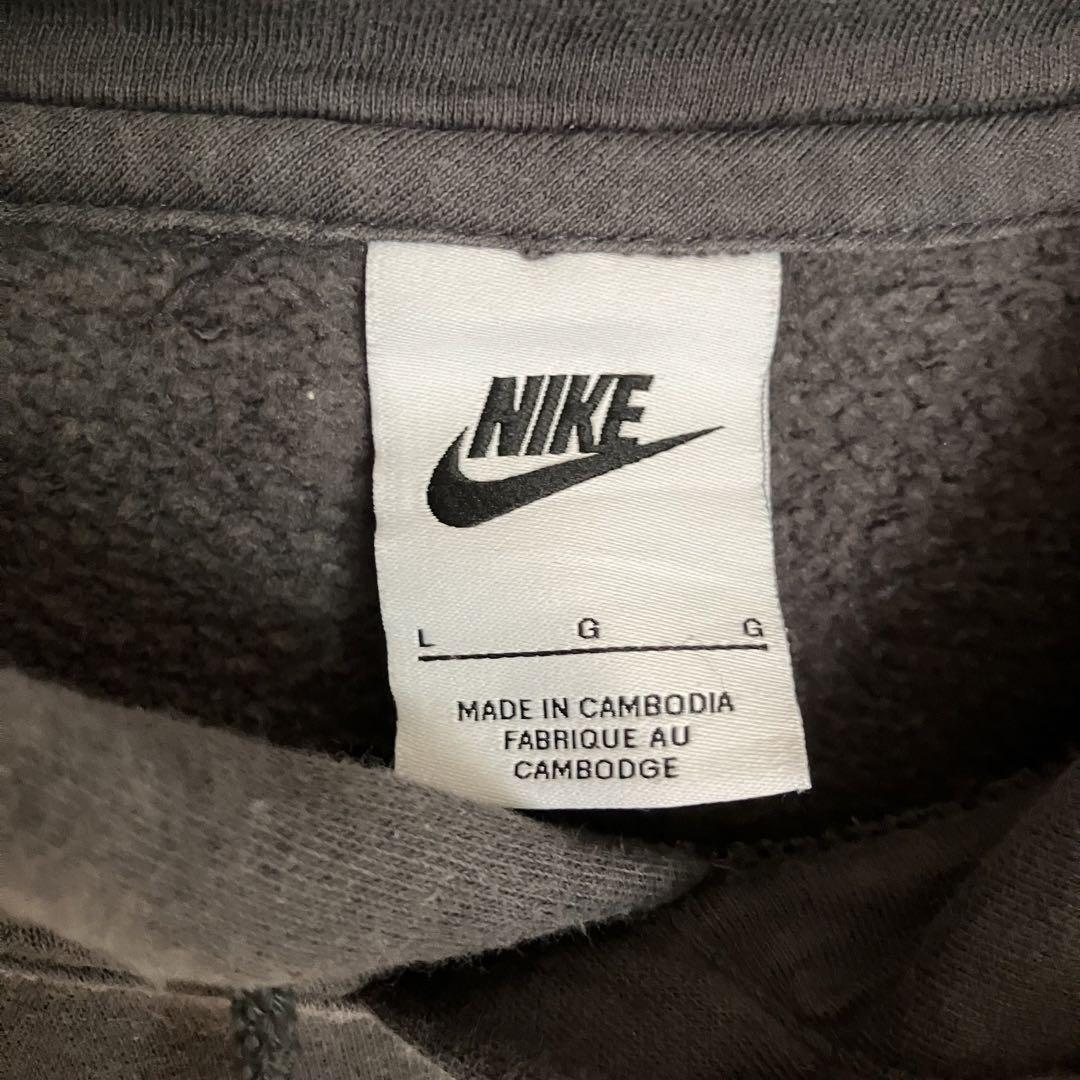 NIKE
L G G
MADE IN CAMBODIA
FABRIQUE AU
CAMBODGE